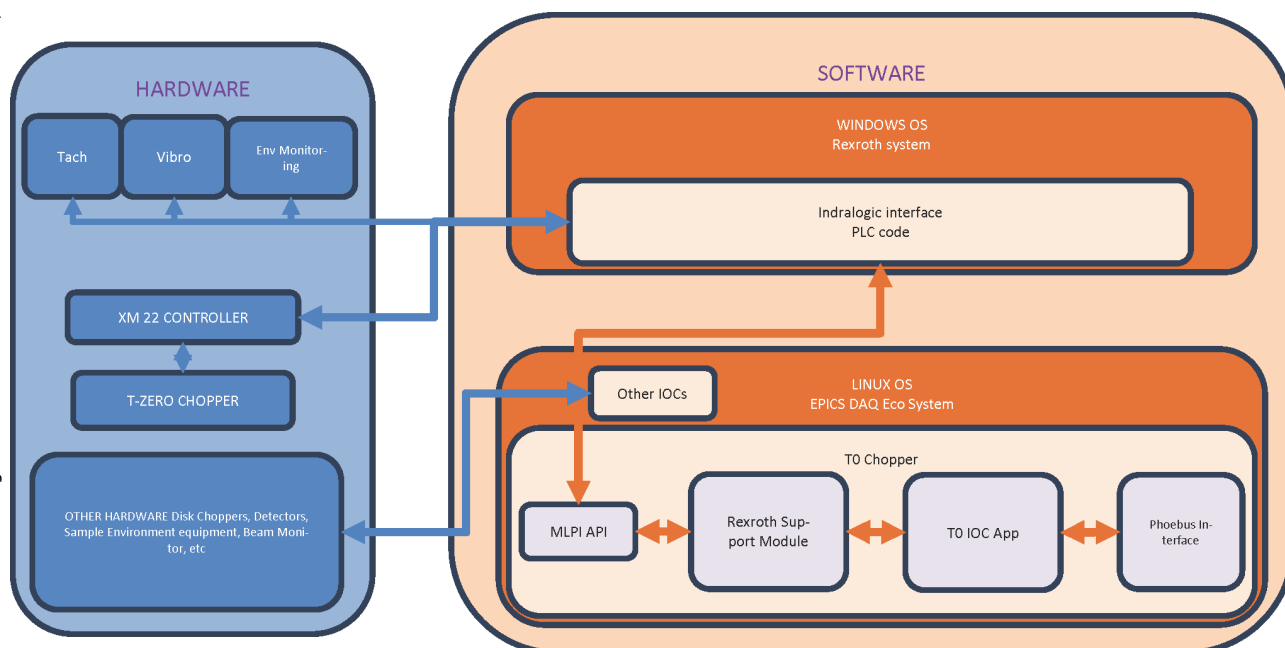 HARDWARE
Tach
Vibro
Env Monitor-
ing
XM 22 CONTROLLER
T-ZERO CHOPPER
OTHER HARDWARE Disk Choppers, Detectors,
Sample Environment equipment, Beam Moni-
tor, etc
SOFTWARE
WINDOWS OS
Rexroth system
Indralogic interface
PLC code
Other IOCs
LINUX OS
EPICS DAQ Eco System
T0 Chopper
MLPI API
Rexroth Sup-
port Module
T0 IOC App
Phoebus In-
terface